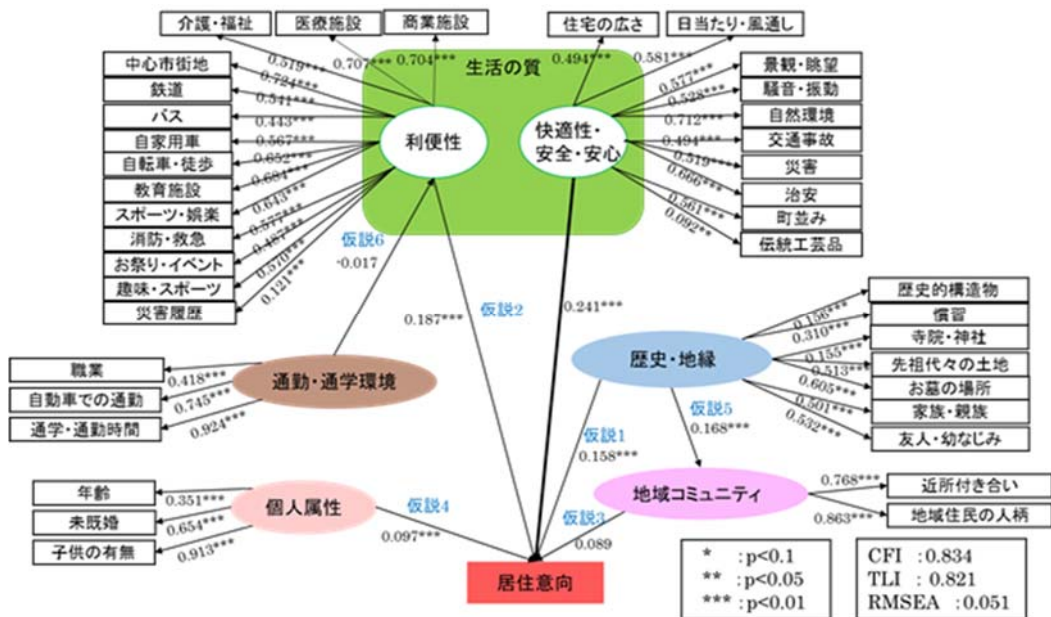 介護・福祉
医療施設
商業施設
住宅の広さ
日当たり・風通し
0.519***
0.707***
0.704***
0.494***
0.581***
生活の質
中心市街地
鉄道
バス
自家用車
自転車・徒歩
教育施設
スポーツ・娯楽
消防・救急
お祭り・イベント
趣味・スポーツ
災害履歴
0.724***
0.541***
0.443***
0.567***
0.652***
0.684***
0.643***
0.577***
0.487***
0.570***
0.121***
利便性
快適性・
安全・安心
景観・眺望
騒音・振動
自然環境
交通事故
災害
治安
町並み
伝統工芸品
0.577***
0.528***
0.712***
0.494***
0.519***
0.666***
0.561***
0.092**
仮説6
-0.017
仮説2
0.187***
0.241***
歴史的構造物
慣習
寺院・神社
先祖代々の土地
お墓の場所
家族・親族
友人・幼なじみ
0.156***
0.310***
0.155***
0.513***
0.605***
0.501***
0.532***
歴史・地縁
職業
自動車での通勤
通学・通勤時間
0.418***
0.745***
0.924***
通勤・通学環境
仮説5
0.168***
仮説1
0.158***
年齢
未既婚
子供の有無
0.351***
0.654***
0.913***
個人属性
仮説4
0.097***
仮説3
0.089
地域コミュニティ
0.768***
0.863***
近所付き合い
地域住民の人柄
居住意向
* :p<0.1
** :p<0.05
*** :p<0.01
CFI :0.834
TLI :0.821
RMSEA :0.051